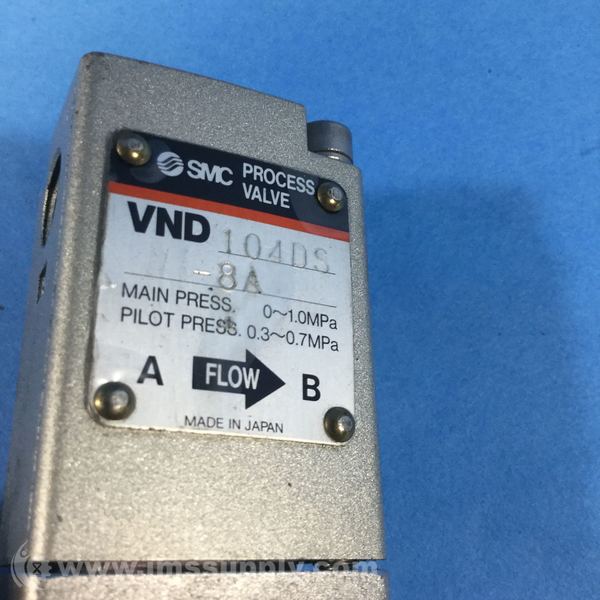 SMC PROCESS
VALVE
VND 104DS
-8A
MAIN PRESS. 0~1.0MPa
PILOT PRESS. 0.3~0.7MPa
A FLOW B
MADE IN JAPAN
www.imssupply.com